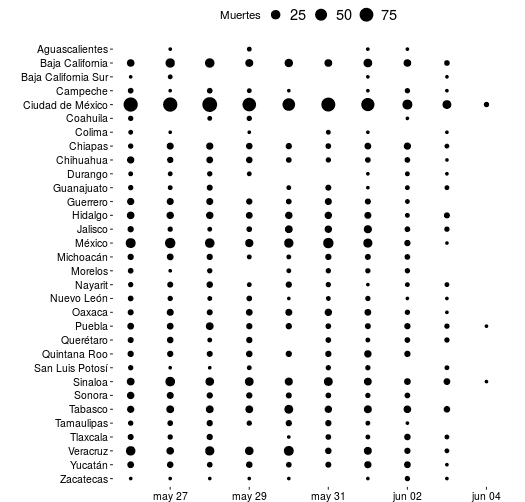 Muertes 25 50 75
Aguascalientes
Baja California
Baja California Sur
Campeche
Ciudad de México
Coahuila
Colima
Chiapas
Chihuahua
Durango
Guanajuato
Guerrero
Hidalgo
Jalisco
México
Michoacán
Morelos
Nayarit
Nuevo León
Oaxaca
Puebla
Querétaro
Quintana Roo
San Luis Potosí
Sinaloa
Sonora
Tabasco
Tamaulipas
Tlaxcala
Veracruz
Yucatán
Zacatecas
may 27 may 29 may 31 jun 02 jun 04